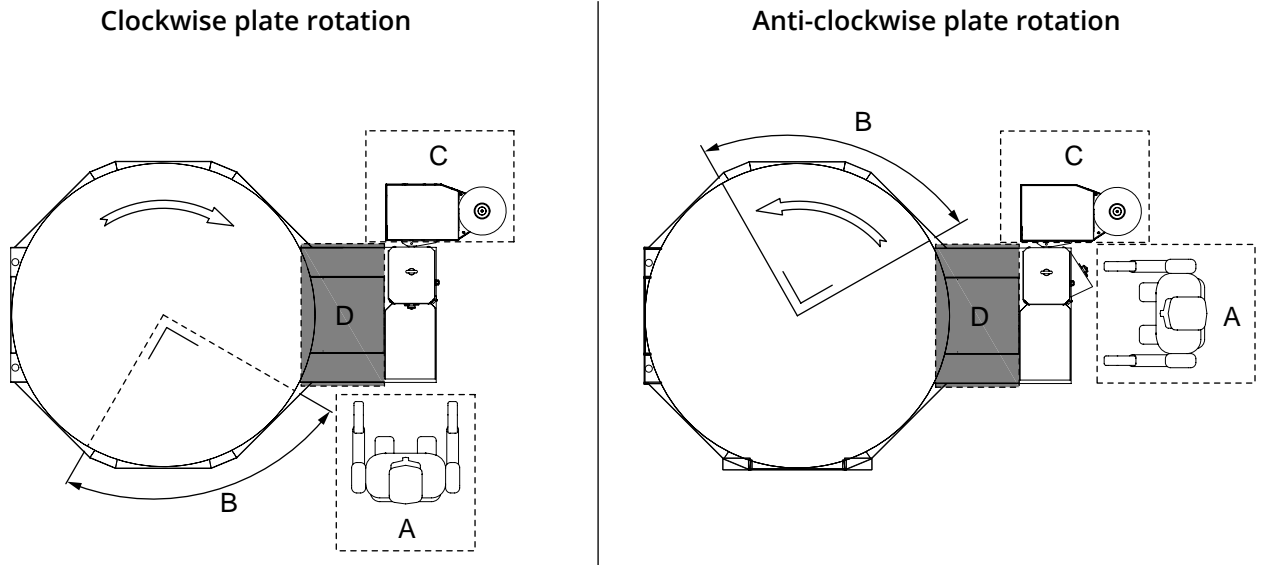 Clockwise plate rotation
C
D
B
A
Anti-clockwise plate rotation
B
C
D
A